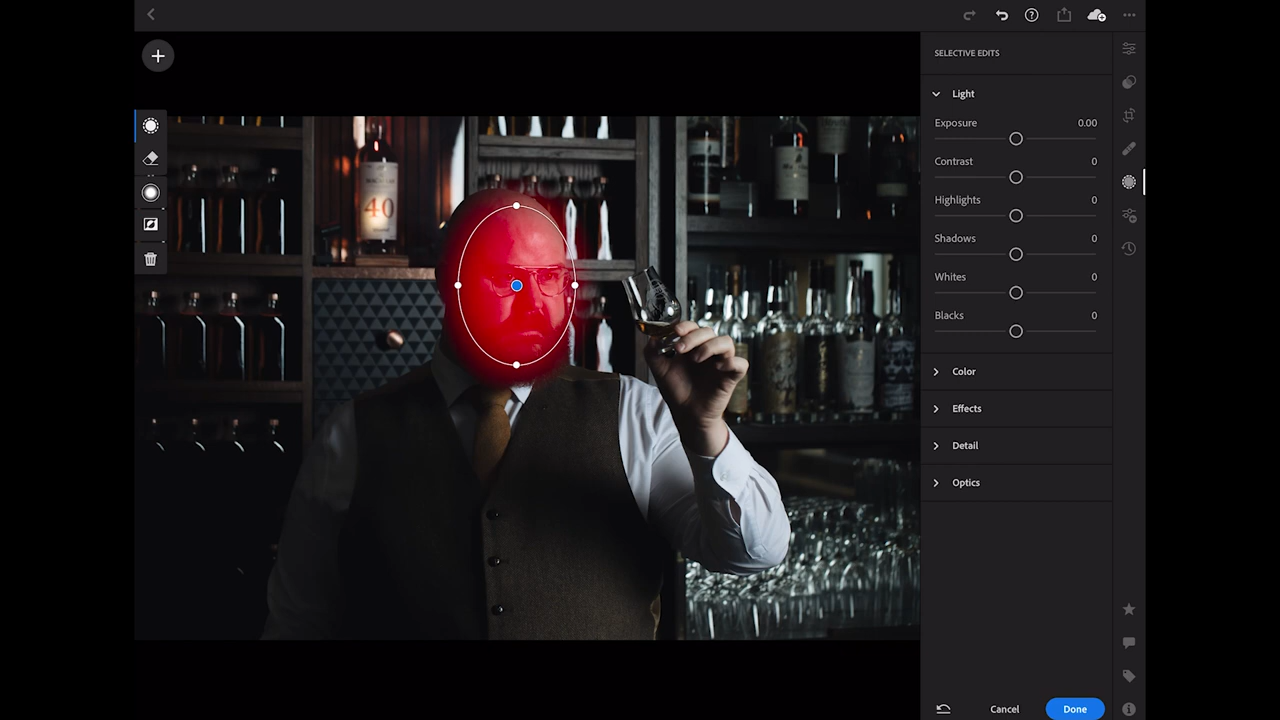 SELECTIVE EDITS
Light
Exposure 0.00
Contrast 0
Highlights 0
Shadows 0
Whites 0
Blacks 0
Color
Effects
Detail
Optics
Cancel Done
MACALLAN
40